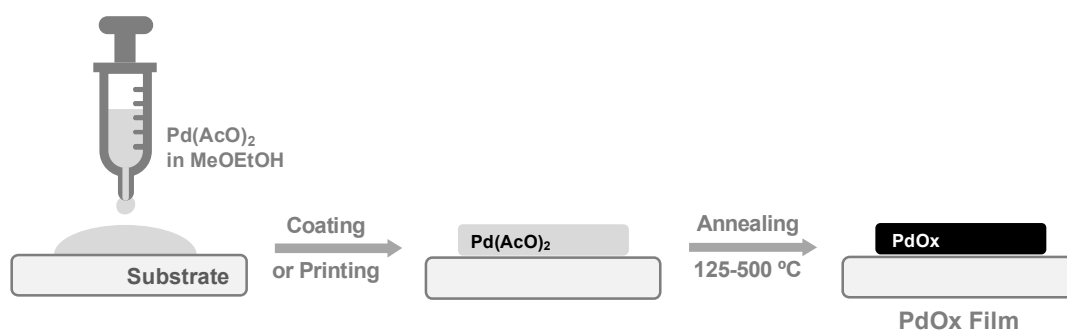 Pd(AcO)₂
in MeOEtOH
Substrate
Coating
or Printing
Pd(AcO)₂
Annealing
125-500 ºC
PdOx
PdOx Film